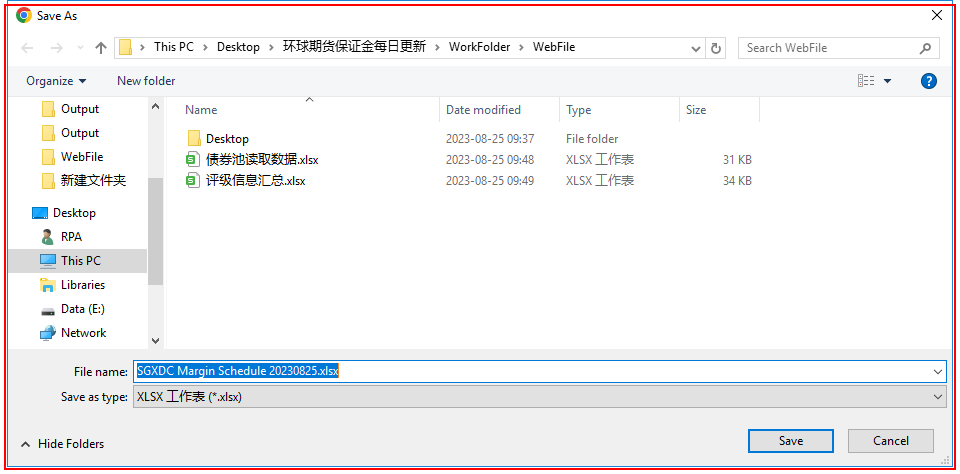 Save As
This PC > Desktop > 环球期货保证金每日更新 > WorkFolder > WebFile
Search WebFile
Organize
New folder
Output
Output
WebFile
新建文件夹
Desktop
RPA
This PC
Libraries
Data (E:)
Network
Name Date modified Type Size
Desktop 2023-08-25 09:37 File folder
债券池读取数据.xlsx 2023-08-25 09:48 XLSX 工作表 31 KB
评级信息汇总.xlsx 2023-08-25 09:49 XLSX 工作表 34 KB
File name: SGXDC Margin Schedule 20230825.xlsx
Save as type: XLSX 工作表 (*.xlsx)
Hide Folders
Save
Cancel